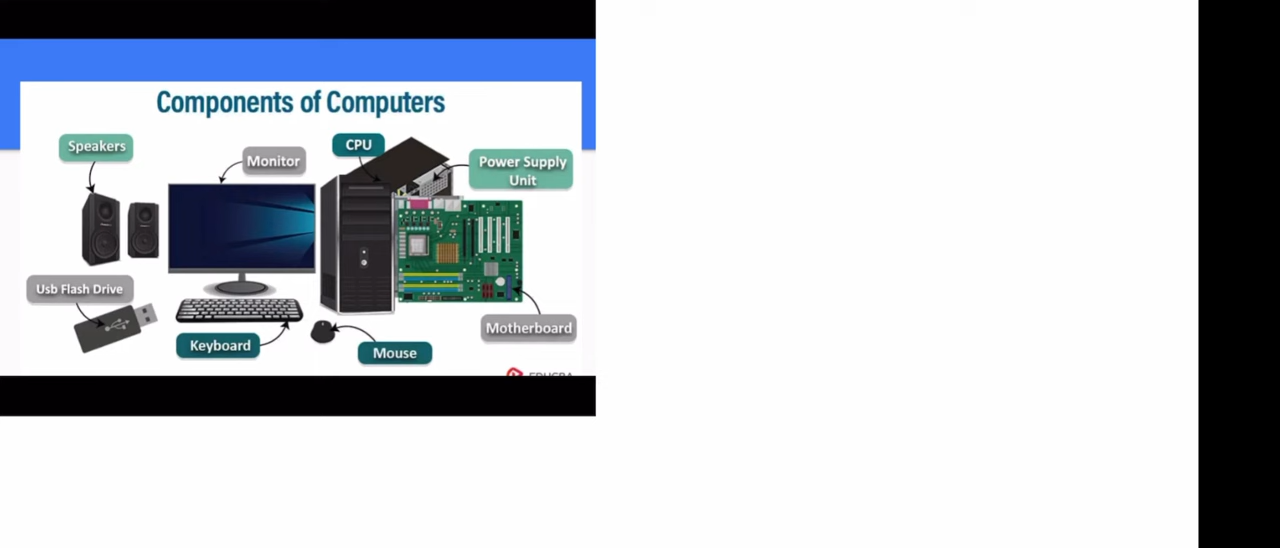 Components of Computers
Speakers
Monitor
CPU
Power Supply
Unit
Usb Flash Drive
Keyboard
Mouse
Motherboard